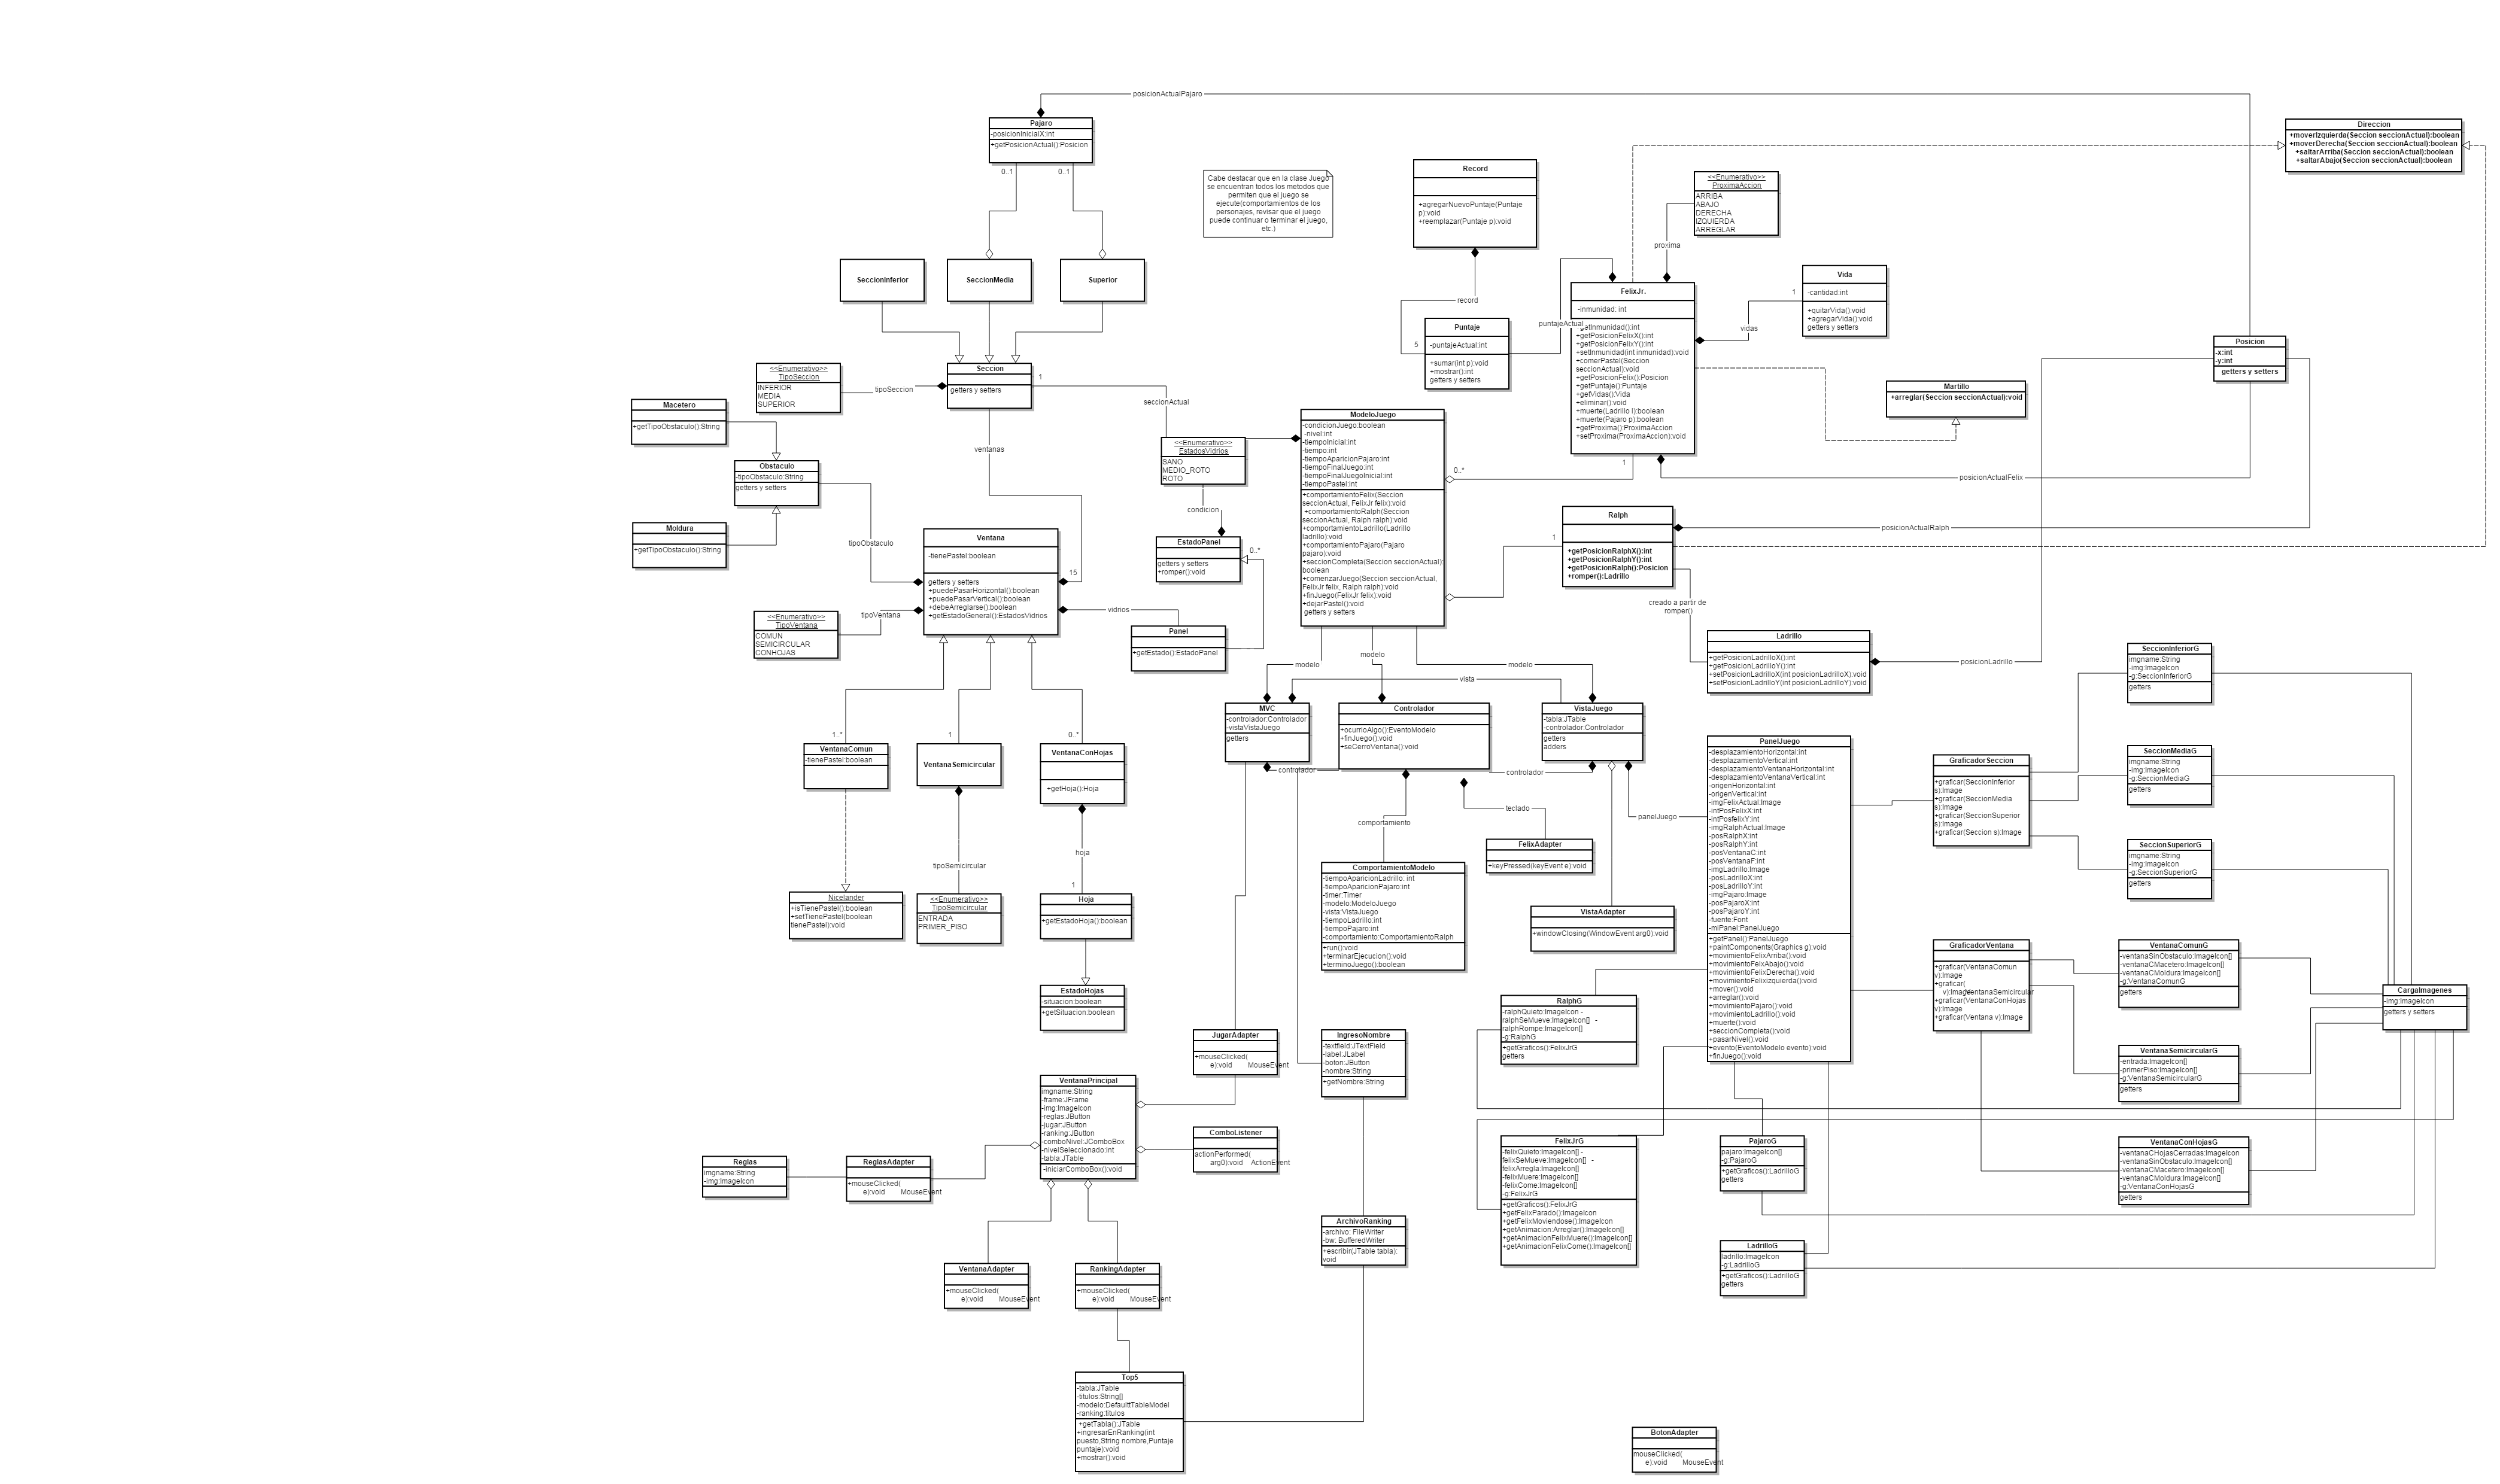 posicionActualPajaro
Pajaro
-posicionInicialX:int
+getPosicionActual():Posicion
0..1
0..1
Cabe destacar que en la clase Juego
se encuentran todos los metodos que
permiten que el juego se
ejecute(comportamientos de los
personajes, revisar que el juego
puede continuar o terminar el juego,
etc.)
Record
+agregarNuevoPuntaje(Puntaje
p):void
+reemplazar(Puntaje p):void
record
<<Enumerativo>>
ProximaAccion
ARRIBA
ABAJO
DERECHA
IZQUIERDA
ARREGLAR
proxima
Direccion
+moverIzquierda(Seccion seccionActual):boolean
+moverDerecha(Seccion seccionActual):boolean
+saltarArriba(Seccion seccionActual):boolean
+saltarAbajo(Seccion seccionActual):boolean
SeccionInferior
SeccionMedia
Superior
Puntaje
-puntajeActual:int
+sumar(int p):void
+mostrar():int
getters y setters
5
puntajeActual
FelixJr.
-inmunidad: int
getInmunidad():int
+getPosicionFelixX():int
+getPosicionFelixY():int
+setInmunidad(int inmunidad):void
+comerPastel(Seccion
seccionActual):void
+getPosicionFelix():Posicion
+getPuntaje():Puntaje
+getVidas():Vida
+eliminar():void
+muerte(Ladrillo l):boolean
+muerte(Pajaro p):boolean
+getProxima():ProximaAccion
+setProxima(ProximaAccion):void
1
vidas
1
Vida
-cantidad:int
+quitarVida():void
+agregarVida():void
getters y setters
Posicion
-x:int
-y:int
getters y setters
Martillo
+arreglar(Seccion seccionActual):void
posicionActualFelix
<<Enumerativo>>
TipoSeccion
INFERIOR
MEDIA
SUPERIOR
tipoSeccion
Seccion
getters y setters
1
seccionActual
ventanas
Macetero
+getTipoObstaculo():String
Obstaculo
-tipoObstaculo:String
getters y setters
Moldura
+getTipoObstaculo():String
tipoObstaculo
<<Enumerativo>>
EstadosVidrios
SANO
MEDIO_ROTO
ROTO
condicion
EstadoPanel
getters y setters
+romper():void
0..*
ModeloJuego
-condicionJuego:boolean
-nivel:int
-tiempoInicial:int
-tiempo:int
-tiempoAparicionPajaro:int
-tiempoFinalJuego:int
-tiempoFinalJuegoInicial:int
-tiempoPastel:int
+comportamientoFelix(Seccion
seccionActual, FelixJr felix):void
+comportamientoRalph(Seccion
seccionActual, Ralph ralph):void
+comportamientoLadrillo(Ladrillo
ladrillo):void
+comportamientoPajaro(Pajaro
pajaro):void
+seccionCompleta(Seccion seccionActual):
boolean
+comenzarJuego(Seccion seccionActual,
FelixJr felix, Ralph ralph):void
+finJuego(FelixJr felix):void
+dejarPastel():void
getters y setters
0..*
Ralph
+getPosicionRalphX():int
+getPosicionRalphY():int
+getPosicionRalph():Posicion
+romper():Ladrillo
1
posicionActualRalph
creado a partir de
romper()
Ladrillo
+getPosicionLadrilloX():int
+getPosicionLadrilloY():int
+setPosicionLadrilloX(int posicionLadrilloX):void
+setPosicionLadrilloY(int posicionLadrilloY):void
posicionLadrillo
Ventana
-tienePastel:boolean
getters y setters
+puedePasarHorizontal():boolean
+puedePasarVertical():boolean
+debeArreglarse():boolean
+getEstadoGeneral():EstadosVidrios
15
<<Enumerativo>>
TipoVentana
COMUN
SEMICIRCULAR
CONHOJAS
tipoVentana
vidrios
Panel
+getEstado():EstadoPanel
modelo
modelo
modelo
vista
MVC
-controlador:Controlador
-vistaVistaJuego
getters
Controlador
+ocurrioAlgo():EventoModelo
+finJuego():void
+seCerroVentana():void
VistaJuego
-tabla:JTable
-controlador:Controlador
getters
adders
controlador
controlador
teclado
comportamiento
panelJuego
1..*
1
0..*
VentanaComun
-tienePastel:boolean
VentanaSemicircular
VentanaConHojas
+getHoja():Hoja
tipoSemicircular
hoja
1
Nicelander
+isTienePastel():boolean
+setTienePastel(boolean
tienePastel):void
<<Enumerativo>>
TipoSemicircular
ENTRADA
PRIMER_PISO
Hoja
+getEstadoHoja():boolean
EstadoHojas
-situacion:boolean
+getSituacion:boolean
ComportamientoModelo
-tiempoAparicionLadrillo: int
-tiempoAparicionPajaro:int
-timer:Timer
-modelo:ModeloJuego
-vista:VistaJuego
-tiempoLadrillo:int
-tiempoPajaro:int
-comportamiento:ComportamientoRalph
+run():void
+terminarEjecucion():void
+terminoJuego():boolean
FelixAdapter
+keyPressed(keyEvent e):void
VistaAdapter
+windowClosing(WindowEvent arg0):void
PanelJuego
-desplazamientoHorizontal:int
-desplazamientoVertical:int
-desplazamientoVentanaHorizontal:int
-desplazamientoVentanaVertical:int
-origenHorizontal:int
-origenVertical:int
-imgFelixActual:Image
-intPosFelixX:int
-intPosfelixY:int
-imgRalphActual:Image
-posRalphX:int
-posRalphY:int
-posVentanaC:int
-posVentanaF:int
-imgLadrillo:Image
-posLadrilloX:int
-posLadrilloY:int
-imgPajaro:Image
-posPajaroX:int
-posPajaroY:int
-fuente:Font
-miPanel:PanelJuego
+getPanel():PanelJuego
+paintComponents(Graphics g):void
+movimientoFelixArriba():void
+movimientoFelxAbajo():void
+movimientoFelixDerecha():void
+movimientoFelixizquierda():void
+mover():void
+arreglar():void
+movimientoPajaro():void
+movimientoLadrillo():void
+muerte():void
+seccionCompleta():void
+pasarNivel():void
+evento(EventoModelo evento):void
+finJuego():void
GraficadorSeccion
+graficar(SeccionInferior
s):Image
+graficar(SeccionMedia
s):Image
+graficar(SeccionSuperior
s):Image
+graficar(Seccion s):Image
SeccionInferiorG
imgname:String
-img:ImageIcon
-g:SeccionInferiorG
getters
SeccionMediaG
imgname:String
-img:ImageIcon
-g:SeccionMediaG
getters
SeccionSuperiorG
imgname:String
-img:ImageIcon
-g:SeccionSuperiorG
getters
GraficadorVentana
+graficar(VentanaComun
v):Image
+graficar(
v):Image VentanaSemicircular
+graficar(VentanaConHojas
v):Image
+graficar(Ventana v):Image
VentanaComunG
-ventanaSinObstaculo:ImageIcon[]
-ventanaCMacetero:ImageIcon[]
-ventanaCMoldura:ImageIcon[]
-g:VentanaComunG
getters
VentanaSemicircularG
-entrada:ImageIcon[]
-primerPiso:ImageIcon[]
-g:VentanaSemicircularG
getters
VentanaConHojasG
-ventanaCHojasCerradas:ImageIcon
-ventanaSinObstaculo:ImageIcon[]
-ventanaCMacetero:ImageIcon[]
-ventanaCMoldura:ImageIcon[]
-g:VentanaConHojasG
getters
CargaImagenes
-img:ImageIcon
getters y setters
RalphG
-ralphQuieto:ImageIcon -
ralphSeMueve:ImageIcon[] -
ralphRompe:ImageIcon[]
-g:RalphG
+getGraficos():FelixJrG
getters
FelixJrG
-felixQuieto:ImageIcon[] -
felixSeMueve:ImageIcon[] -
felixArregla:ImageIcon[]
-felixMuere:ImageIcon[]
-felixCome:ImageIcon[]
-g:FelixJrG
+getGraficos():FelixJrG
+getFelixParado():ImageIcon
+getFelixMoviendose():ImageIcon
+getAnimacion:Arreglar():ImageIcon[]
+getAnimacionFelixMuere():ImageIcon[]
+getAnimacionFelixCome():ImageIcon[]
PajaroG
pajaro:ImageIcon[]
-g:PajaroG
+getGraficos():LadrilloG
getters
LadrilloG
ladrillo:ImageIcon
-g:LadrilloG
+getGraficos():LadrilloG
getters
JugarAdapter
+mouseClicked(
e):void MouseEvent
IngresoNombre
-textfield:JTextField
-label:JLabel
-boton:JButton
-nombre:String
+getNombre:String
VentanaPrincipal
imgname:String
-frame:JFrame
-img:ImageIcon
-reglas:JButton
-jugar:JButton
-ranking:JButton
-comboNivel:JComboBox
-nivelSeleccionado:int
-tabla:JTable
-iniciarComboBox():void
ComboListener
actionPerformed(
arg0):void ActionEvent
Reglas
imgname:String
-img:ImageIcon
ReglasAdapter
+mouseClicked(
e):void MouseEvent
ArchivoRanking
-archivo: FileWriter
-bw: BufferedWriter
+escribir(JTable tabla):
void
VentanaAdapter
+mouseClicked(
e):void MouseEvent
RankingAdapter
+mouseClicked(
e):void MouseEvent
Top5
-tabla:JTable
-titulos:String[]
-modelo:DefaulttTableModel
-ranking:titulos
+getTabla():JTable
+ingresarEnRanking(int
puesto,String nombre,Puntaje
puntaje):void
+mostrar():void
BotonAdapter
mouseClicked(
e):void MouseEvent